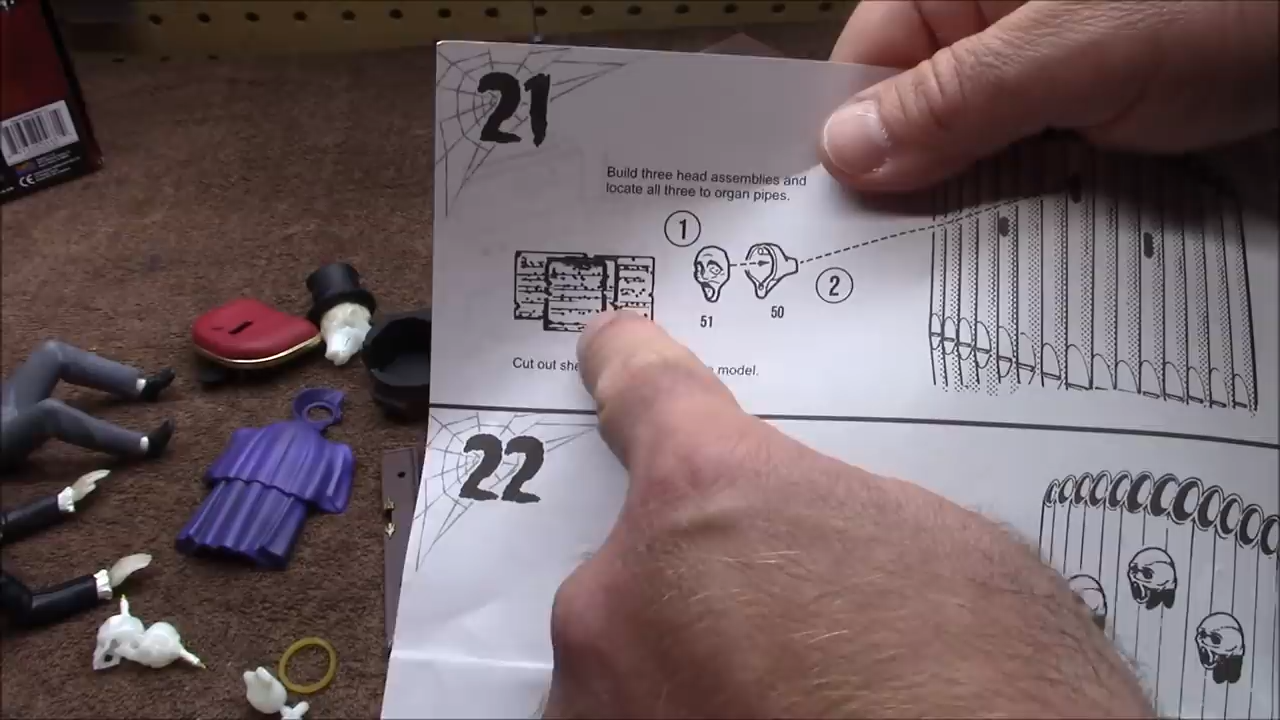 21
Build three head assemblies and
locate all three to organ pipes.
1
2
51
50
Cut out model.
22
CE